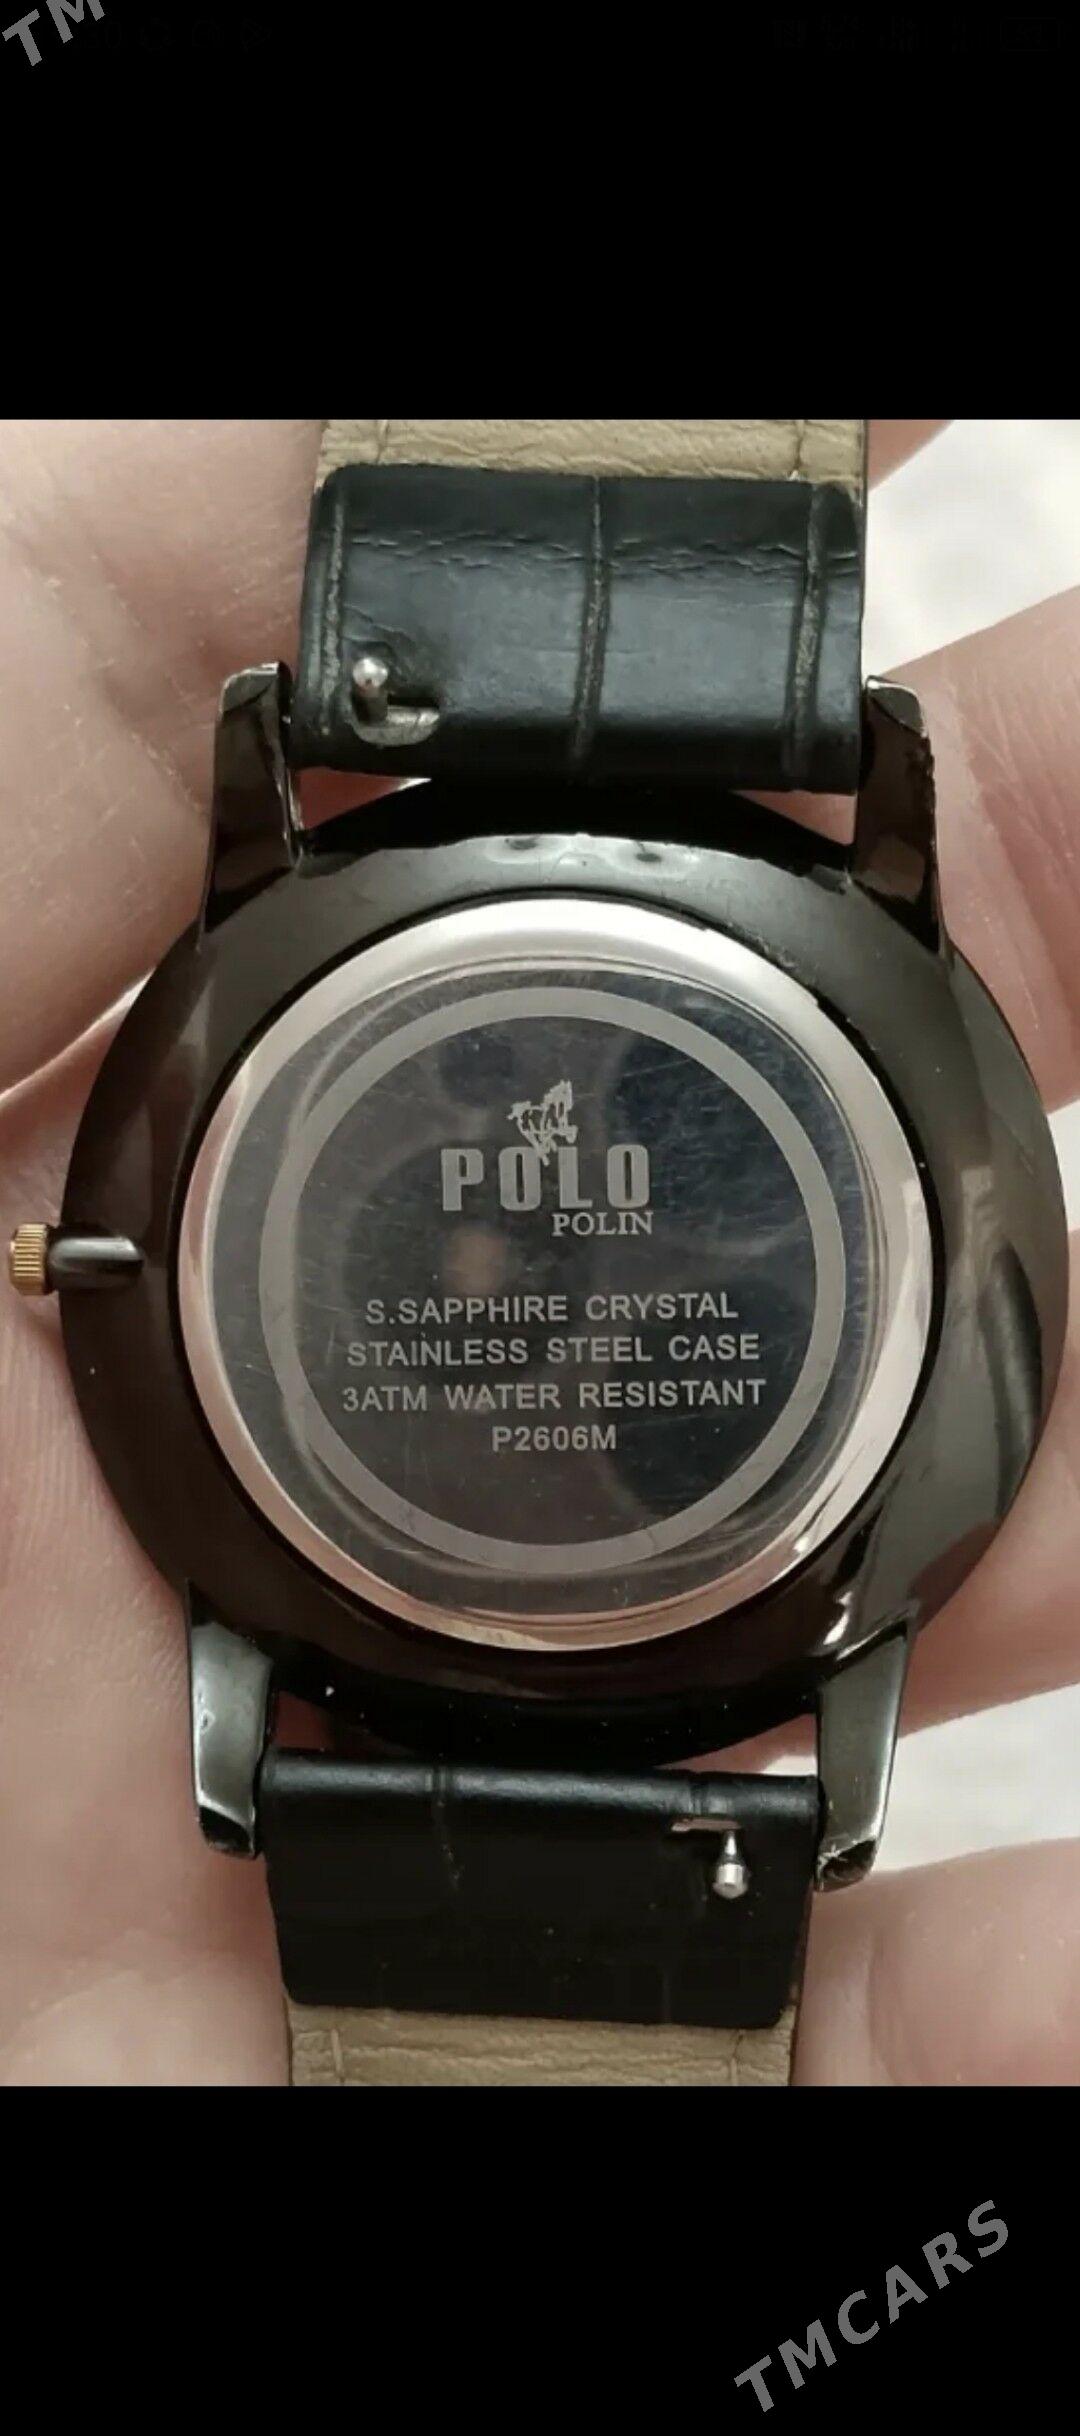 TM
POLO
POLIN
S.SAPPHIRE CRYSTAL
STAINLESS STEEL CASE
3ATM WATER RESISTANT
P2606M
TMCARS